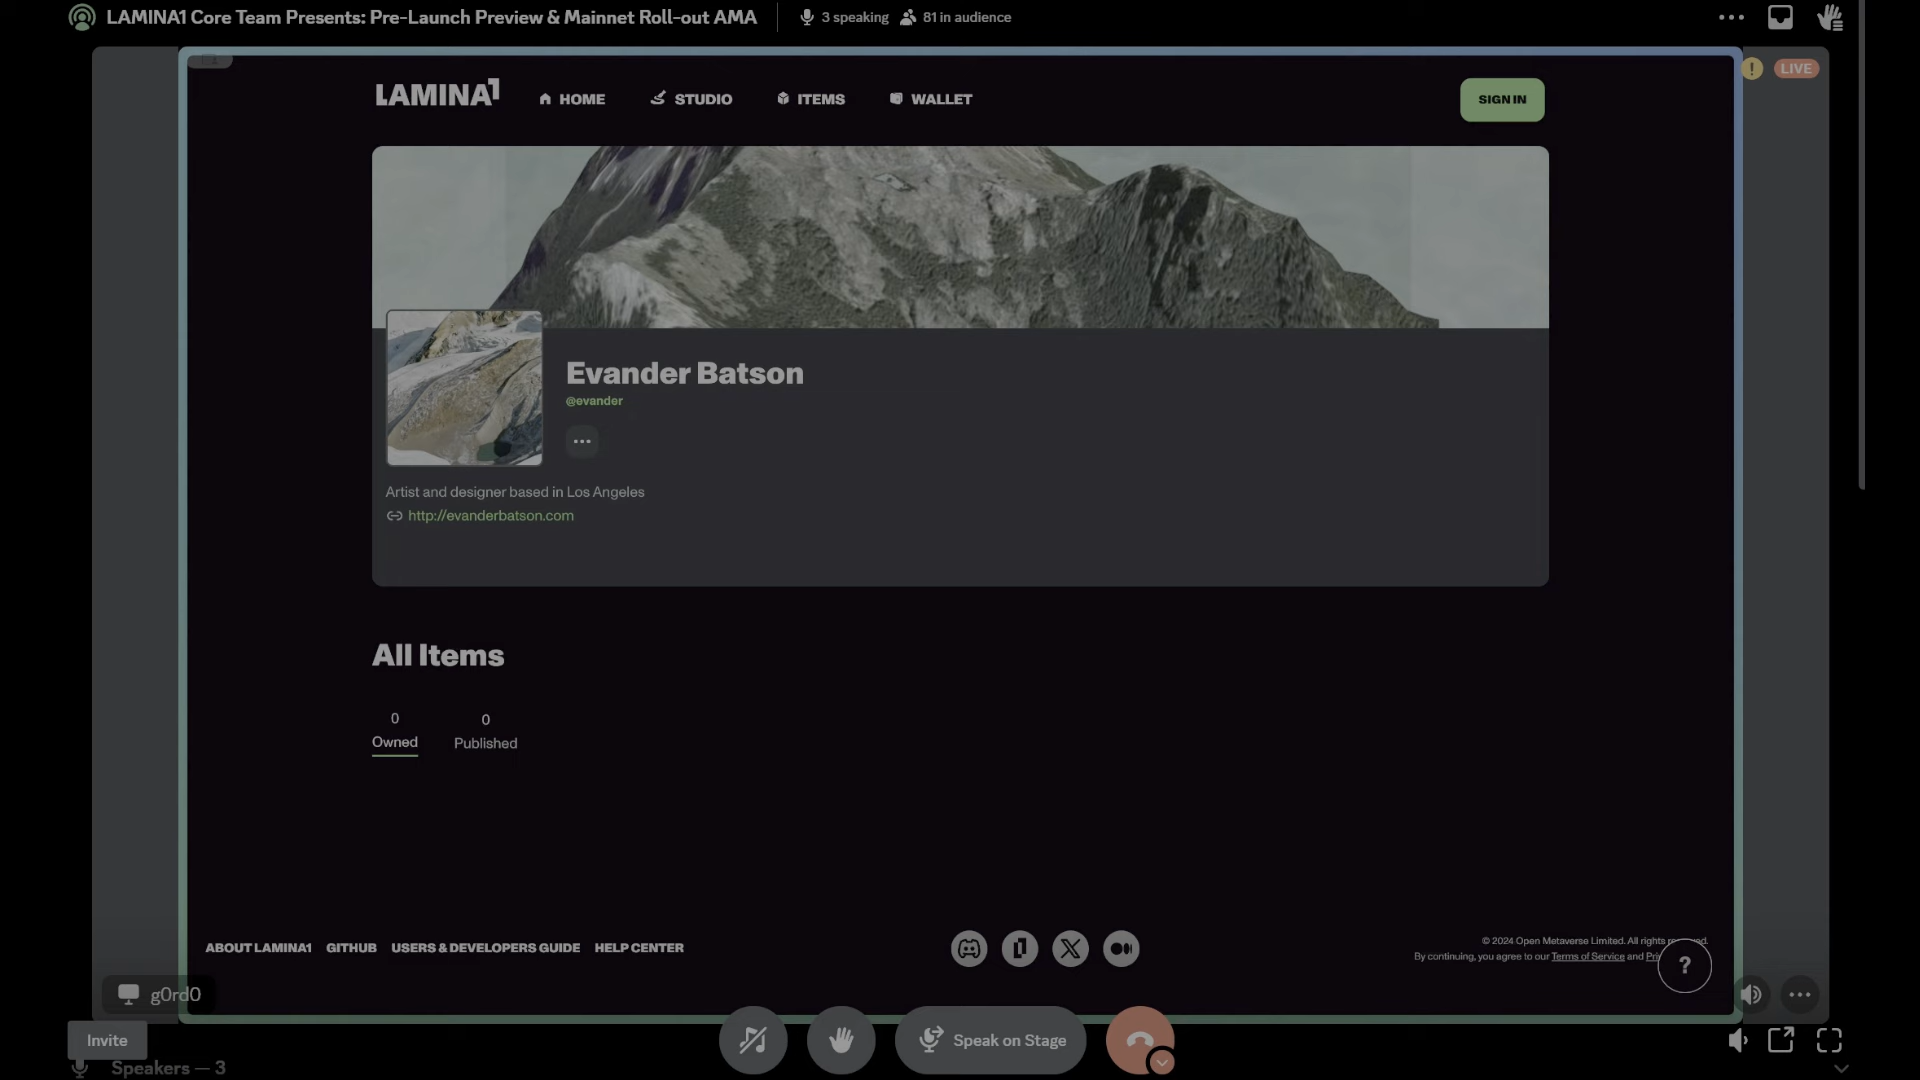 LAMINA1 Core Team Presents: Pre-Launch Preview & Mainnet Roll-out AMA
3 speaking
81 in audience
LIVE
LAMINA1
HOME
STUDIO
ITEMS
WALLET
SIGN IN
Evander Batson
@evander
Artist and designer based in Los Angeles
http://evanderbatson.com
All Items
0
Owned
0
Published
ABOUT LAMINA1
GITHUB
USERS & DEVELOPERS GUIDE
HELP CENTER
© 2024 Open Metaverse Limited. All rights
By continuing, you agree to our Terms of Service and
?
g0rd0
Invite
Speak on Stage
Speakers — 3